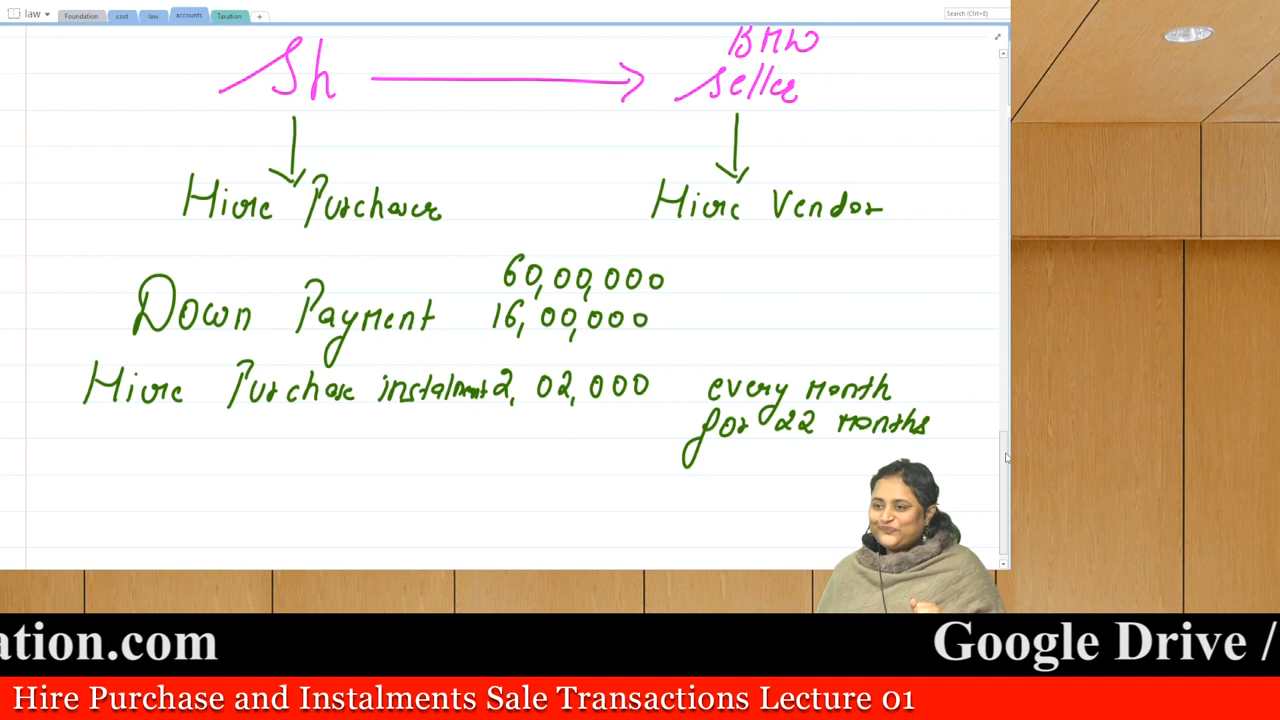 law
Foundation
cost
law
accounts
Taxation
+
Search (Ctrl+E)
BMW
Sh
seller
Hire Purchaser
Hire Vendor
60,00,000
Down Payment 16,00,000
Hire Purchase instalment 2,02,000 every month
for 22 months
ation.com
Google Drive /
Hire Purchase and Instalments Sale Transactions Lecture 01